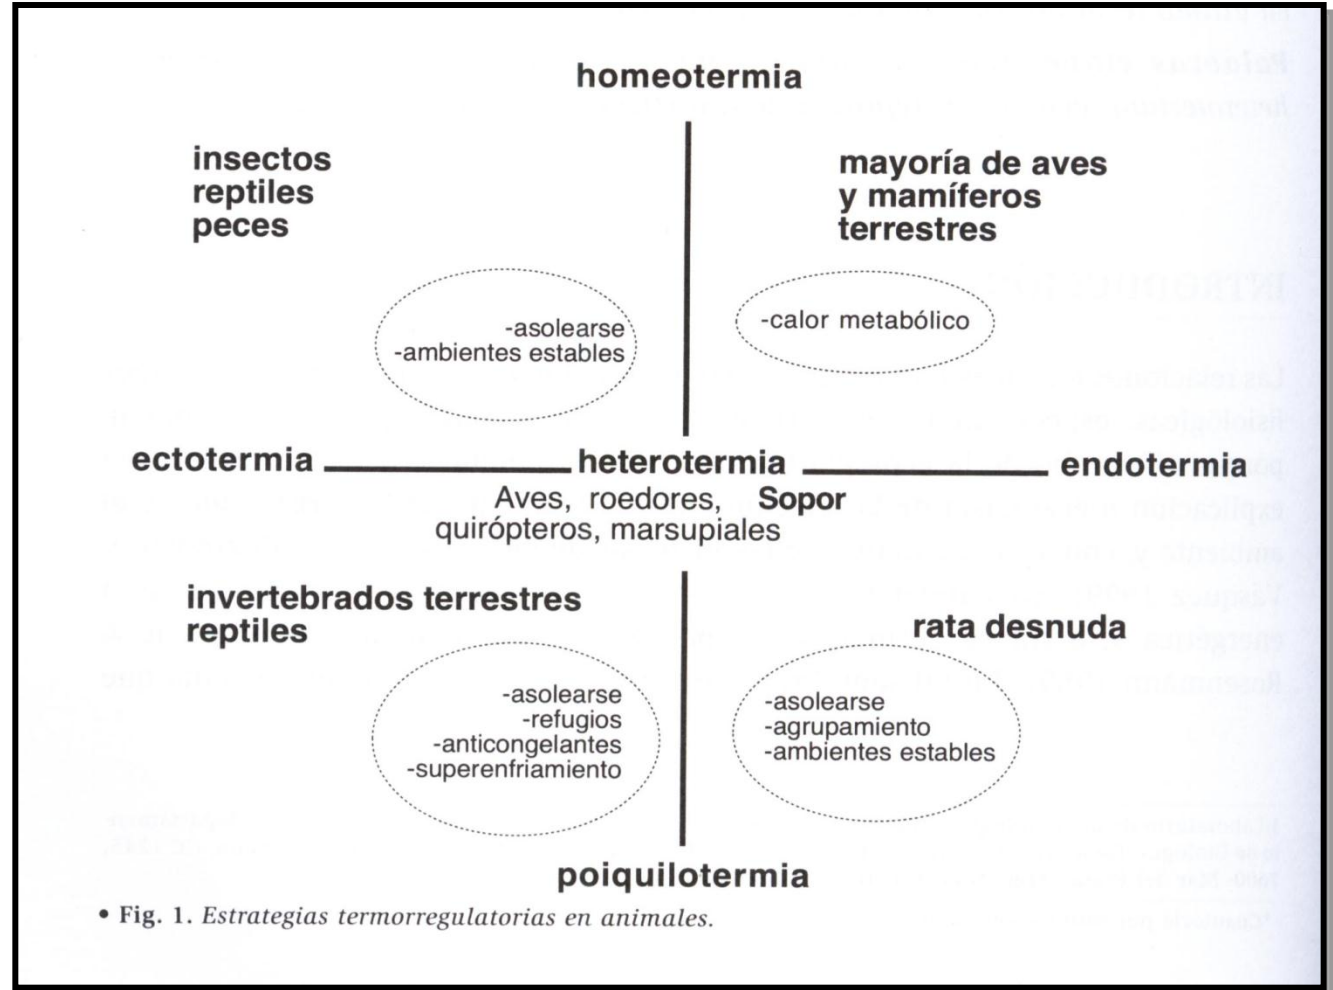 homeotermia
insectos
reptiles
peces
mayoría de aves
y mamíferos
terrestres
-asolearse
-ambientes estables
-calor metabólico
ectotermia
heterotermia
endotermia
Aves, roedores, Sopor
quirópteros, marsupiales
invertebrados terrestres
reptiles
rata desnuda
-asolearse
-refugios
-anticongelantes
-superenfriamiento
-asolearse
-agrupamiento
-ambientes estables
poiquilotermia
• Fig. 1. Estrategias termorregulatorias en animales.